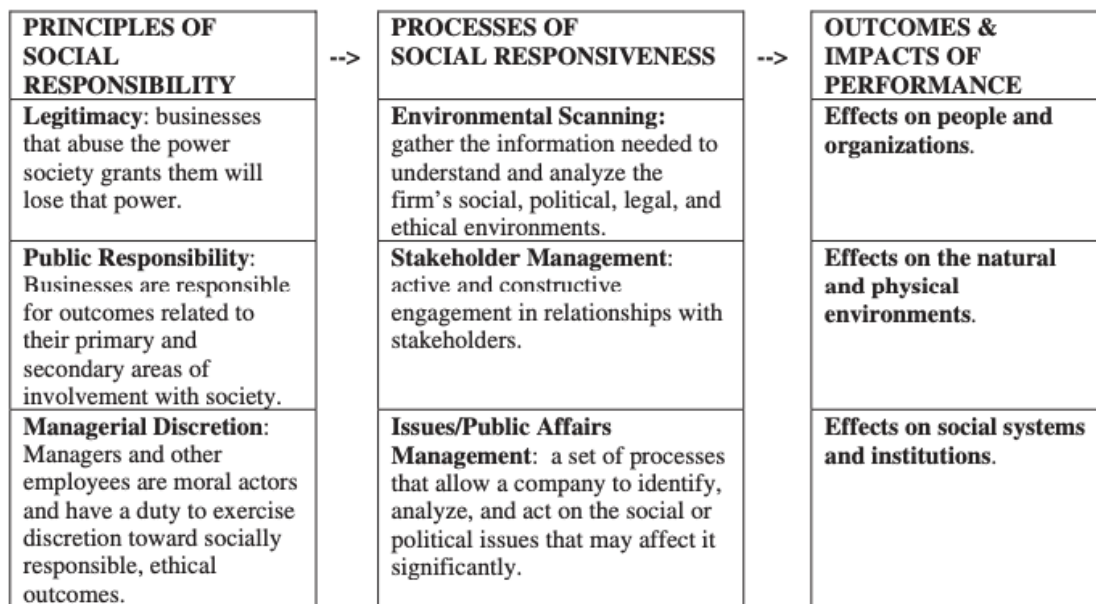 PRINCIPLES OF
SOCIAL
RESPONSIBILITY
-->
PROCESSES OF
SOCIAL RESPONSIVENESS
-->
OUTCOMES &
IMPACTS OF
PERFORMANCE
Legitimacy: businesses
that abuse the power
society grants them will
lose that power.
Environmental Scanning:
gather the information needed to
understand and analyze the
firm's social, political, legal, and
ethical environments.
Effects on people and
organizations.
Public Responsibility:
Businesses are responsible
for outcomes related to
their primary and
secondary areas of
involvement with society.
Stakeholder Management:
active and constructive
engagement in relationships with
stakeholders.
Effects on the natural
and physical
environments.
Managerial Discretion:
Managers and other
employees are moral actors
and have a duty to exercise
discretion toward socially
responsible, ethical
outcomes.
Issues/Public Affairs
Management: a set of processes
that allow a company to identify,
analyze, and act on the social or
political issues that may affect it
significantly.
Effects on social systems
and institutions.